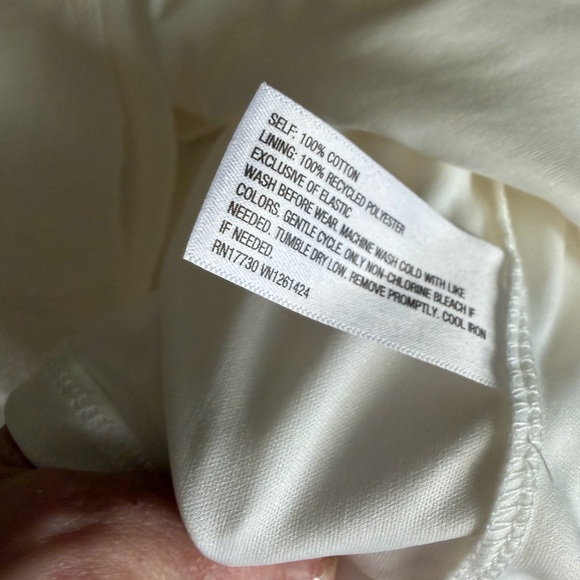 SELF: 100% COTTON
LINING: 100% RECYCLED POLYESTER
EXCLUSIVE OF ELASTIC
WASH BEFORE WEAR. MACHINE WASH COLD WITH LIKE
COLORS. GENTLE CYCLE. ONLY NON-CHLORINE BLEACH IF
NEEDED. TUMBLE DRY LOW. REMOVE PROMPTLY. COOL IRON
IF NEEDED.
RN17730 VN1261424